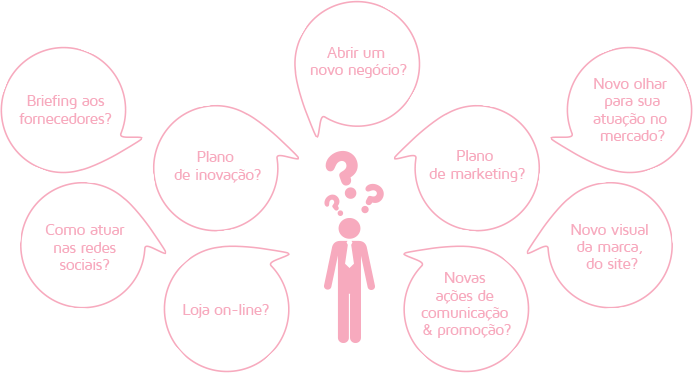 Abrir um
novo negócio?
Briefing aos
fornecedores?
Novo olhar
para sua
atuação no
mercado?
Plano
de inovação?
Plano
de marketing?
Como atuar
nas redes
sociais?
Novo visual
da marca,
do site?
Loja on-line?
Novas
ações de
comunicação
& promoção?
? 
? 
?